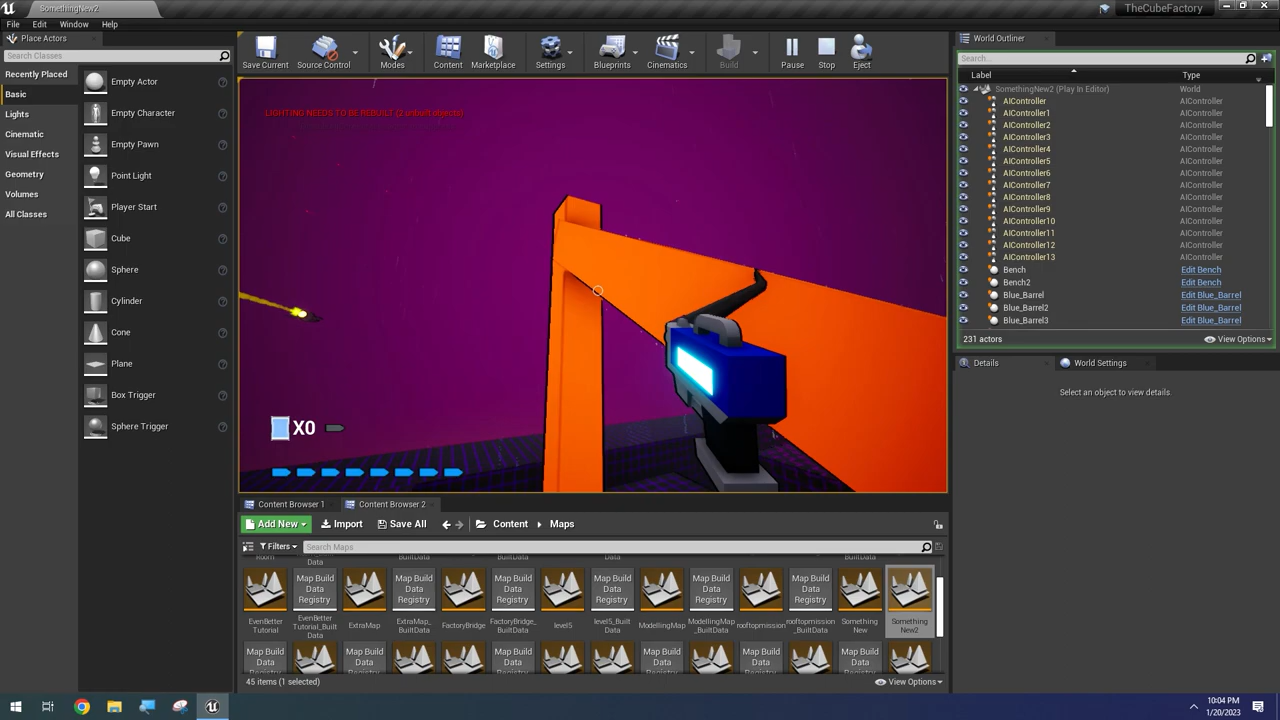 SomethingNew2
TheCubeFactory
File Edit Window Help
Place Actors
Search Classes
Recently Placed
Basic
Lights
Cinematic
Visual Effects
Geometry
Volumes
All Classes
Empty Actor
Empty Character
Empty Pawn
Point Light
Player Start
Cube
Sphere
Cylinder
Cone
Plane
Box Trigger
Sphere Trigger
Save Current
Source Control
Modes
Content
Marketplace
Settings
Blueprints
Cinematics
Build
Pause
Stop
Eject
LIGHTING NEEDS TO BE REBUILT (2 unbuilt objects)
X0
World Outliner
Search...
Label Type
SomethingNew2 (Play In Editor) World
AIController AIController
AIController1 AIController
AIController2 AIController
AIController3 AIController
AIController4 AIController
AIController5 AIController
AIController6 AIController
AIController7 AIController
AIController8 AIController
AIController9 AIController
AIController10 AIController
AIController11 AIController
AIController12 AIController
AIController13 AIController
Bench Edit Bench
Bench2 Edit Bench
Blue_Barrel Edit Blue_Barrel
Blue_Barrel2 Edit Blue_Barrel
Blue_Barrel3 Edit Blue_Barrel
231 actors View Options
Details World Settings
Select an object to view details.
Content Browser 1 Content Browser 2
Add New Import Save All Content Maps
Filters Search Maps
Room
Data
BuiltData
Data
BuiltData
Map Build
Data
Registry
Map Build
Data
Registry
Map Build
Data
Registry
Map Build
Data
Registry
Map Build
Data
Registry
Map Build
Data
Registry
EvenBetter
Tutorial
EvenBetter
Tutorial_Built
Data
ExtraMap
ExtraMap_
BuiltData
FactoryBridge
FactoryBridge_
BuiltData
level5
level5_Built
Data
ModellingMap
ModellingMap
_BuiltData
rooftopmission
rooftopmission
_BuiltData
Something
New
Something
New2
Map Build
Data
Map Build
Data
Map Build
Data
Map Build
Data
45 items (1 selected) View Options
10:04 PM
1/20/2023